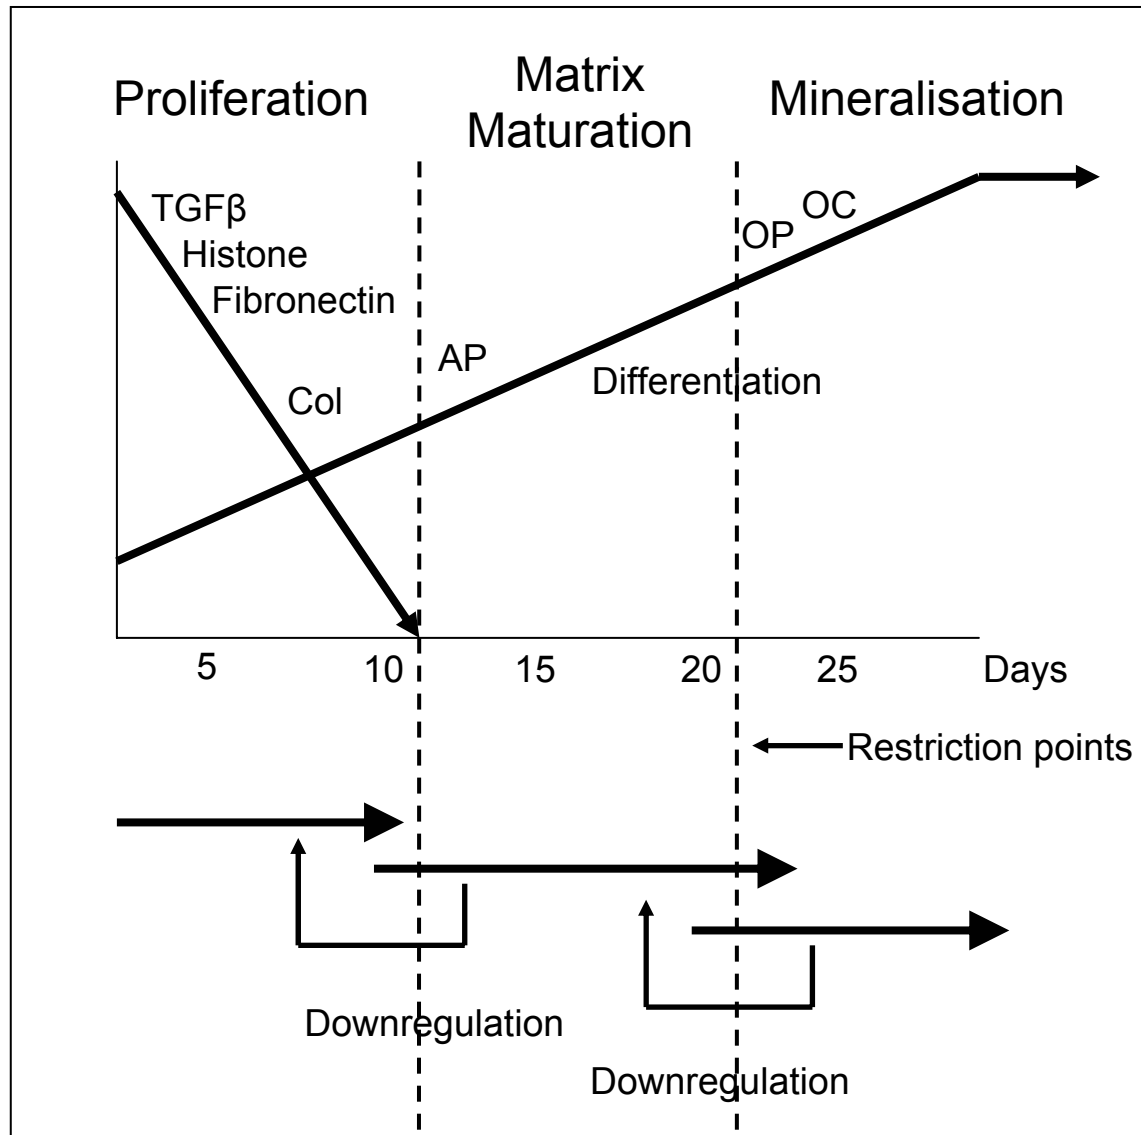 Proliferation
Matrix
Maturation
Mineralisation
TGFβ
Histone
Fibronectin
Col
AP
OP
OC
Differentiation
5
10
15
20
25
Days
Restriction points
Downregulation
Downregulation